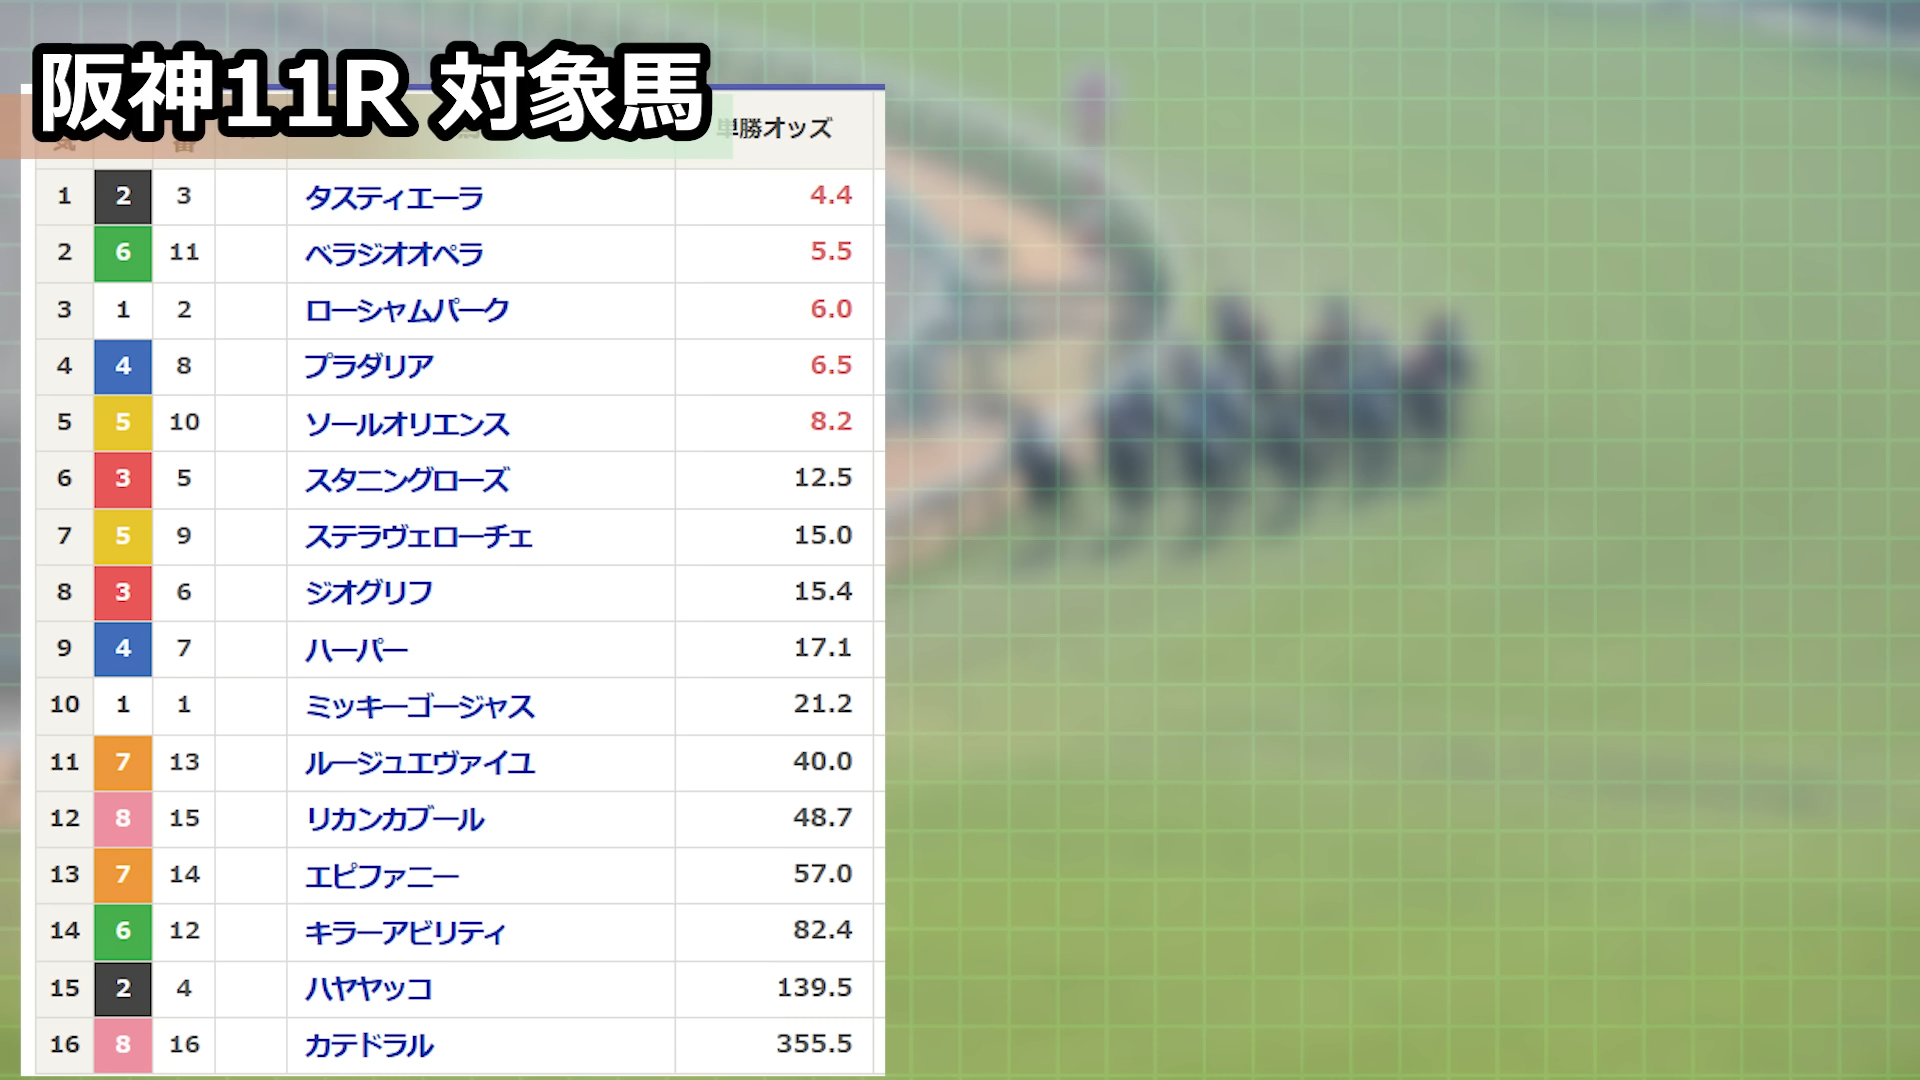 阪神11R 対象馬
単勝オッズ
1 2 3 タスティエーラ 4.4
2 6 11 ベラジオオペラ 5.5
3 1 2 ローシャムパーク 6.0
4 4 8 プラダリア 6.5
5 5 10 ソールオリエンス 8.2
6 3 5 スタニングローズ 12.5
7 5 9 ステラヴェローチェ 15.0
8 3 6 ジオグリフ 15.4
9 4 7 ハーパー 17.1
10 1 1 ミッキーゴージャス 21.2
11 7 13 ルージュエヴァイユ 40.0
12 8 15 リカンカブール 48.7
13 7 14 エピファニー 57.0
14 6 12 キラーアビリティ 82.4
15 2 4 ハヤヤッコ 139.5
16 8 16 カテドラル 355.5